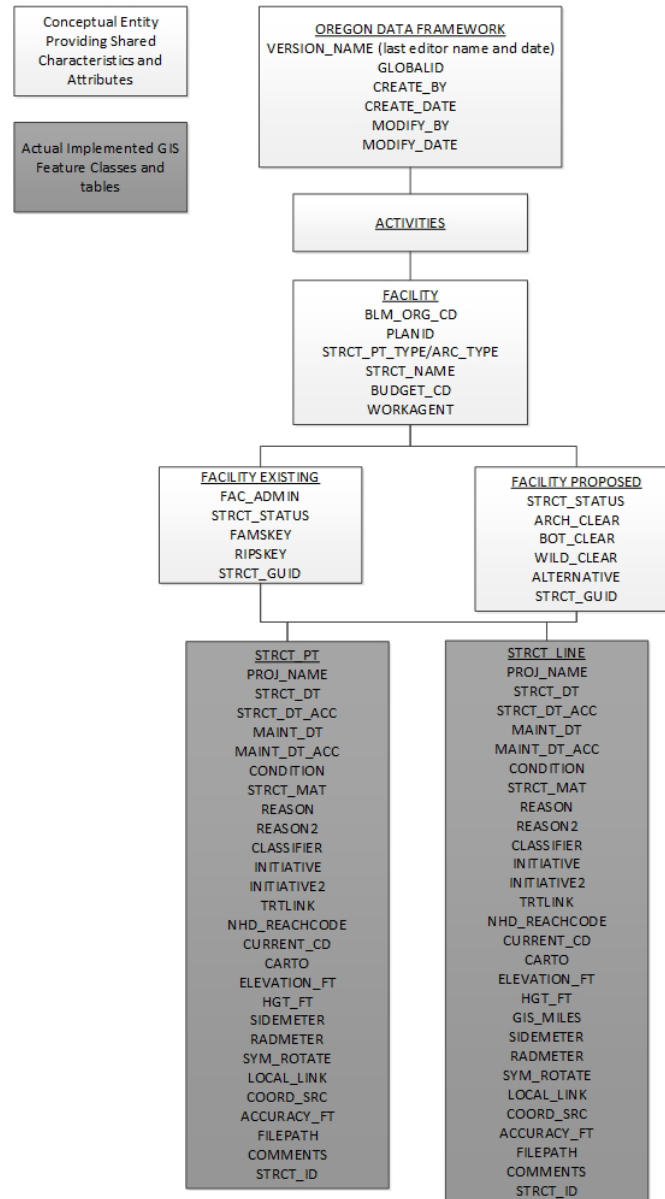 Conceptual Entity
Providing Shared
Characteristics and
Attributes
Actual Implemented GIS
Feature Classes and
tables
OREGON DATA FRAMEWORK
VERSION_NAME (last editor name and date)
GLOBALID
CREATE_BY
CREATE_DATE
MODIFY_BY
MODIFY_DATE
ACTIVITIES
FACILITY
BLM_ORG_CD
PLANID
STRCT_PT_TYPE/ARC_TYPE
STRCT_NAME
BUDGET_CD
WORKAGENT
FACILITY EXISTING
FAC_ADMIN
STRCT_STATUS
FAMSKEY
RIPSKEY
STRCT_GUID
FACILITY PROPOSED
STRCT_STATUS
ARCH_CLEAR
BOT_CLEAR
WILD_CLEAR
ALTERNATIVE
STRCT_GUID
STRCT_PT
PROJ_NAME
STRCT_DT
STRCT_DT_ACC
MAINT_DT
MAINT_DT_ACC
CONDITION
STRCT_MAT
REASON
REASON2
CLASSIFIER
INITIATIVE
INITIATIVE2
TRTLINK
NHD_REACHCODE
CURRENT_CD
CARTO
ELEVATION_FT
HGT_FT
SIDEMETER
RADMETER
SYM_ROTATE
LOCAL_LINK
COORD_SRC
ACCURACY_FT
FILEPATH
COMMENTS
STRCT_ID
STRCT_LINE
PROJ_NAME
STRCT_DT
STRCT_DT_ACC
MAINT_DT
MAINT_DT_ACC
CONDITION
STRCT_MAT
REASON
REASON2
CLASSIFIER
INITIATIVE
INITIATIVE2
TRTLINK
NHD_REACHCODE
CURRENT_CD
CARTO
ELEVATION_FT
HGT_FT
GIS_MILES
SIDEMETER
RADMETER
SYM_ROTATE
LOCAL_LINK
COORD_SRC
ACCURACY_FT
FILEPATH
COMMENTS
STRCT_ID